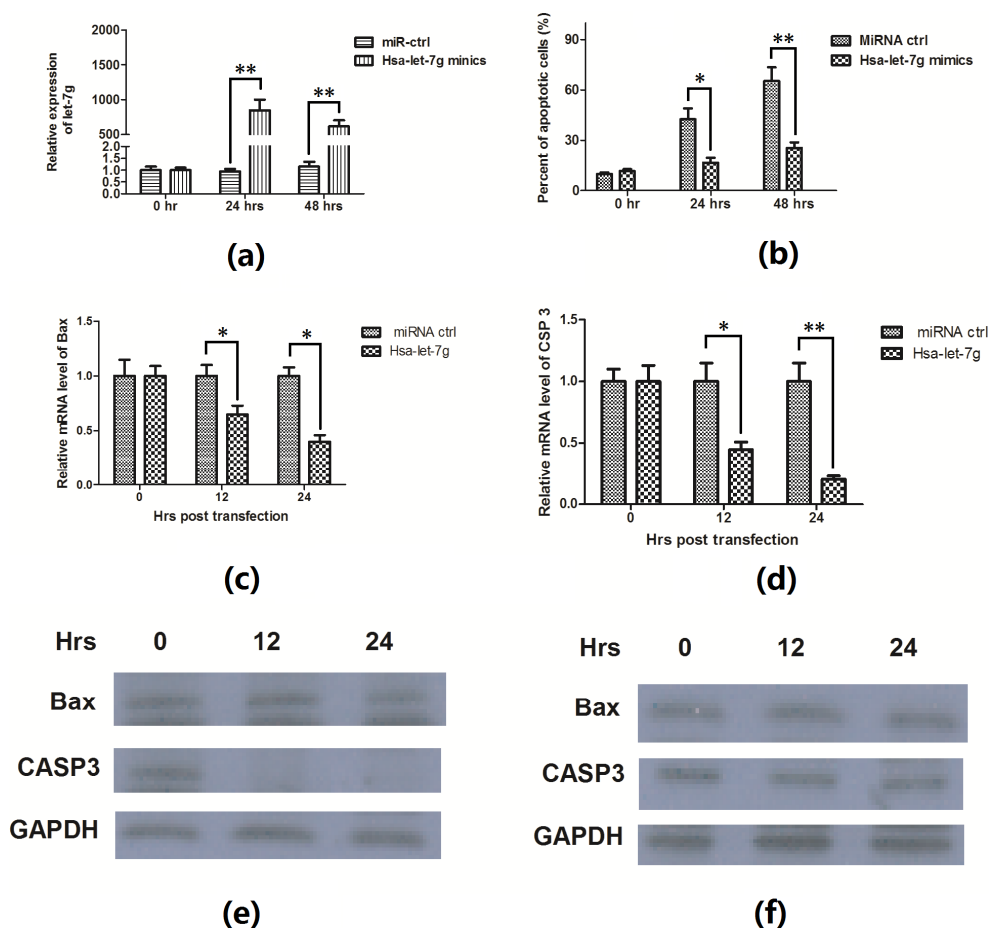 Relative expression
of let-7g
2000
1500
1000
500
2.0
1.5
1.0
0.5
0.0
**
**
miR-ctrl
Hsa-let-7g minics
0 hr
24 hrs
48 hrs
(a)
Percent of apoptotic cells (%)
90
60
30
0
*
**
MiRNA ctrl
Hsa-let-7g mimics
0 hr
24 hrs
48 hrs
(b)
Relative mRNA level of Bax
1.5
1.0
0.5
0.0
*
*
miRNA ctrl
Hsa-let-7g
0
12
24
Hrs post transfection
(c)
Relative mRNA level of CSP 3
1.5
1.0
0.5
0.0
*
**
miRNA ctrl
Hsa-let-7g
0
12
24
Hrs post transfection
(d)
Hrs 0 12 24
Bax
CASP3
GAPDH
(e)
Hrs 0 12 24
Bax
CASP3
GAPDH
(f)